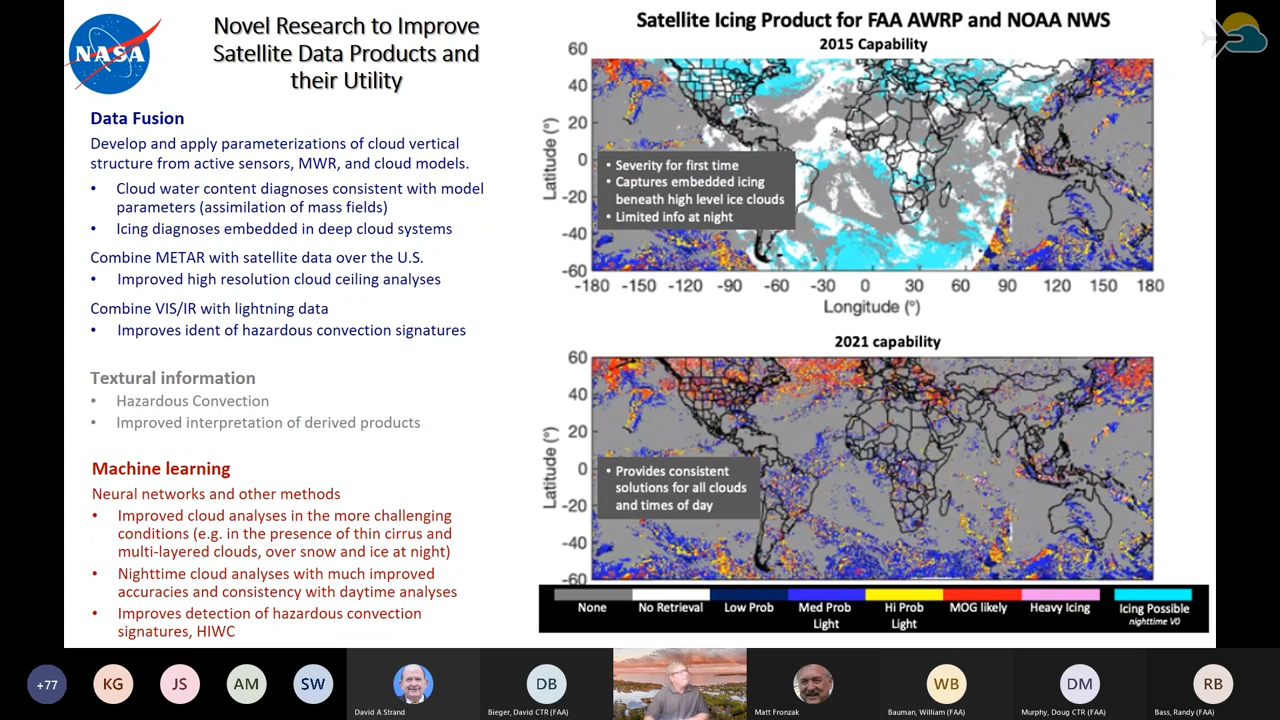 NASA
Novel Research to Improve
Satellite Data Products and
their Utility
Data Fusion
Develop and apply parameterizations of cloud vertical
structure from active sensors, MWR, and cloud models.
• Cloud water content diagnoses consistent with model
parameters (assimilation of mass fields)
• Icing diagnoses embedded in deep cloud systems
Combine METAR with satellite data over the U.S.
• Improved high resolution cloud ceiling analyses
Combine VIS/IR with lightning data
• Improves ident of hazardous convection signatures
Textural information
• Hazardous Convection
• Improved interpretation of derived products
Machine learning
Neural networks and other methods
• Improved cloud analyses in the more challenging
conditions (e.g. in the presence of thin cirrus and
multi-layered clouds, over snow and ice at night)
• Nighttime cloud analyses with much improved
accuracies and consistency with daytime analyses
• Improves detection of hazardous convection
signatures, HIWC
Satellite Icing Product for FAA AWRP and NOAA NWS
2015 Capability
60
40
20
0
-20
-40
-60
Latitude (°)
• Severity for first time
• Captures embedded icing
beneath high level ice clouds
• Limited info at night
-180 -150 -120 -90 -60 -30 0 30 60 90 120 150 180
Longitude (°)
2021 capability
60
40
20
0
-20
-40
-60
Latitude (°)
• Provides consistent
solutions for all clouds
and times of day
None
No Retrieval
Low Prob
Med Prob
Light
Hi Prob
Light
MOG likely
Heavy Icing
Icing Possible
nighttime V0
+77
KG
JS
AM
SW
David A Strand
DB
Bieger, David CTR (FAA)
Matt Fronzak
WB
Bauman, William (FAA)
DM
Murphy, Doug CTR (FAA)
RB
Bass, Randy (FAA)